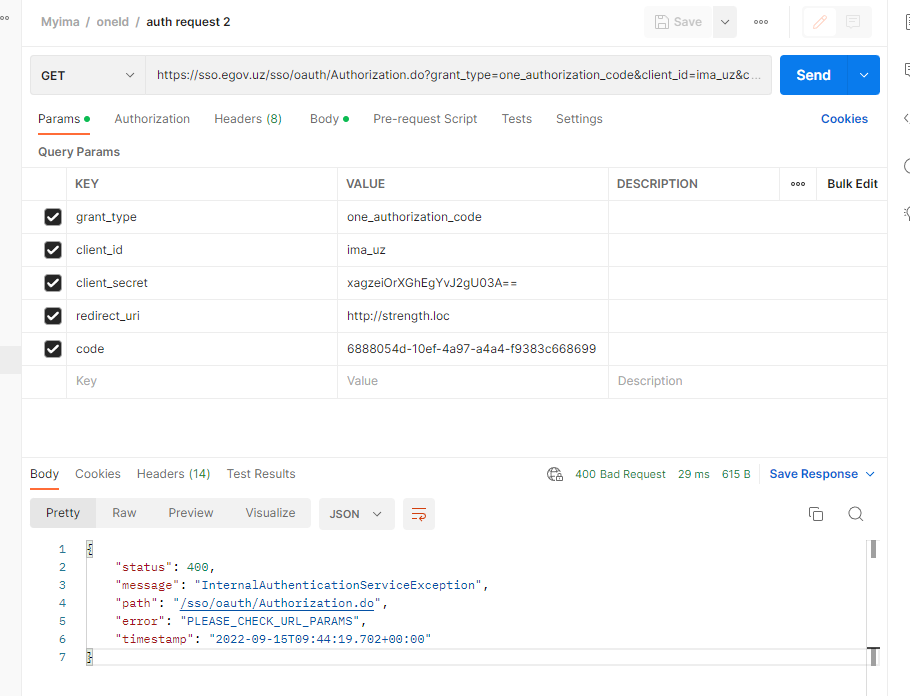 Myima / oneId / auth request 2
Save
GET
https://sso.egov.uz/sso/oauth/Authorization.do?grant_type=one_authorization_code&client_id=ima_uz&c...
Send
Params Authorization Headers (8) Body Pre-request Script Tests Settings Cookies
Query Params
KEY VALUE DESCRIPTION Bulk Edit
grant_type one_authorization_code
client_id ima_uz
client_secret xagzeiOrXGhEgYvJ2gU03A==
redirect_uri http://strength.loc
code 6888054d-10ef-4a97-a4a4-f9383c668699
Key Value Description
Body Cookies Headers (14) Test Results 400 Bad Request 29 ms 615 B Save Response
Pretty Raw Preview Visualize JSON
1 {
2 "status": 400,
3 "message": "InternalAuthenticationServiceException",
4 "path": "/sso/oauth/Authorization.do",
5 "error": "PLEASE_CHECK_URL_PARAMS",
6 "timestamp": "2022-09-15T09:44:19.702+00:00"
7 }